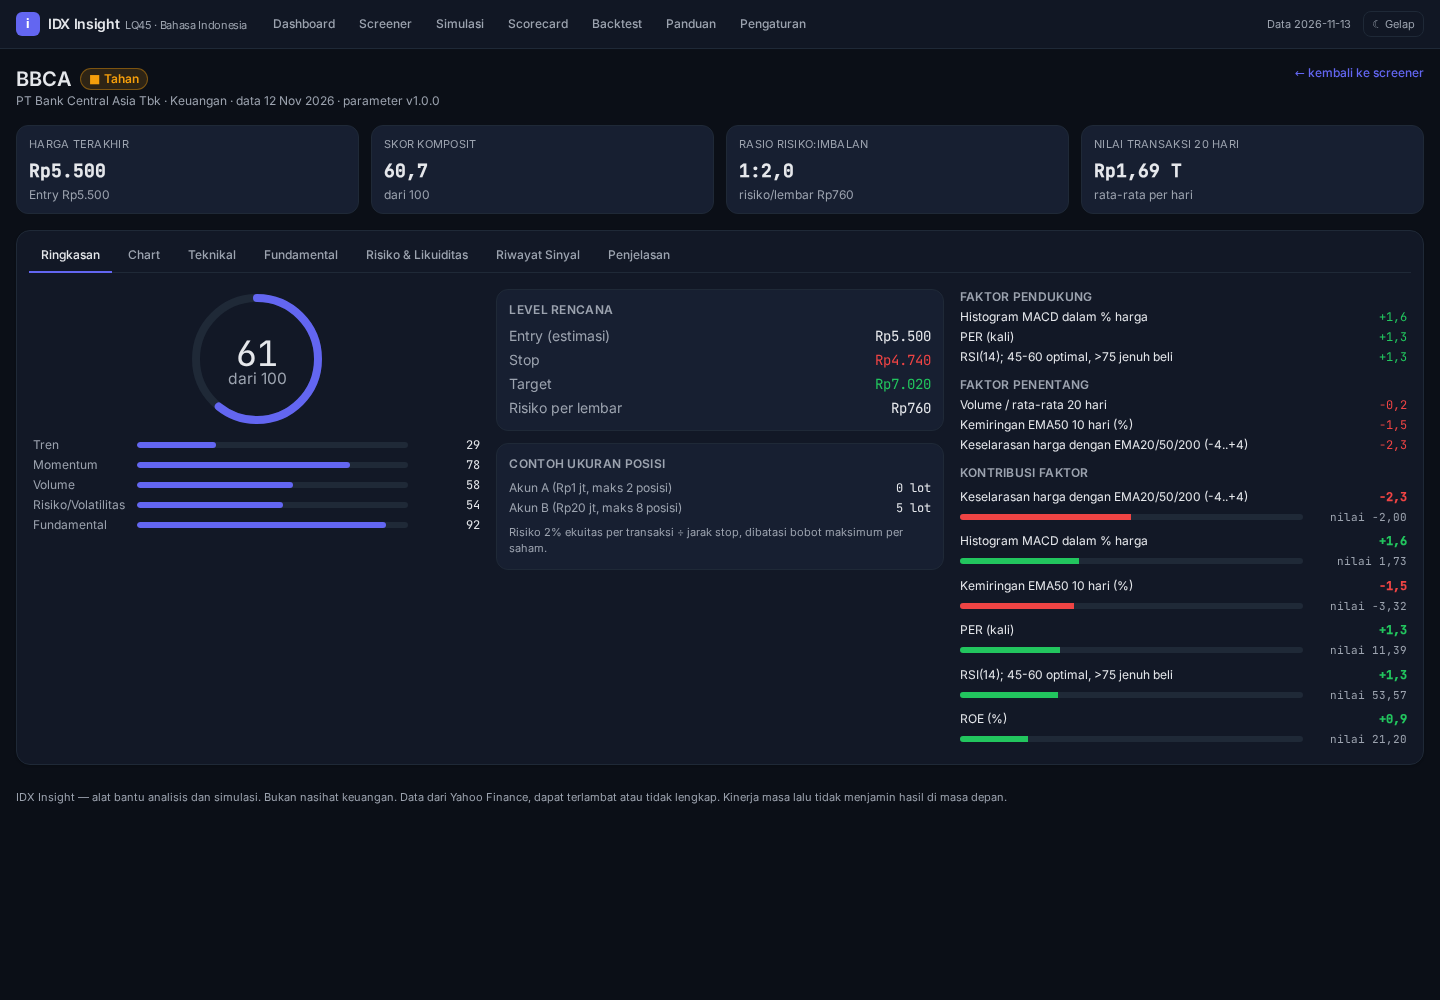 i IDX Insight LQ45 · Bahasa Indonesia Dashboard Screener Simulasi Scorecard Backtest Panduan Pengaturan Data 2026-11-13 ☾ Gelap
BBCA ■ Tahan ← kembali ke screener
PT Bank Central Asia Tbk · Keuangan · data 12 Nov 2026 · parameter v1.0.0
HARGA TERAKHIR
Rp5.500
Entry Rp5.500
SKOR KOMPOSIT
60,7
dari 100
RASIO RISIKO:IMBALAN
1:2,0
risiko/lembar Rp760
NILAI TRANSAKSI 20 HARI
Rp1,69 T
rata-rata per hari
Ringkasan Chart Teknikal Fundamental Risiko & Likuiditas Riwayat Sinyal Penjelasan
61
dari 100
Tren 29
Momentum 78
Volume 58
Risiko/Volatilitas 54
Fundamental 92
LEVEL RENCANA
Entry (estimasi) Rp5.500
Stop Rp4.740
Target Rp7.020
Risiko per lembar Rp760
CONTOH UKURAN POSISI
Akun A (Rp1 jt, maks 2 posisi) 0 lot
Akun B (Rp20 jt, maks 8 posisi) 5 lot
Risiko 2% ekuitas per transaksi ÷ jarak stop, dibatasi bobot maksimum per
saham.
FAKTOR PENDUKUNG
Histogram MACD dalam % harga +1,6
PER (kali) +1,3
RSI(14); 45-60 optimal, >75 jenuh beli +1,3
FAKTOR PENENTANG
Volume / rata-rata 20 hari -0,2
Kemiringan EMA50 10 hari (%) -1,5
Keselarasan harga dengan EMA20/50/200 (-4..+4) -2,3
KONTRIBUSI FAKTOR
Keselarasan harga dengan EMA20/50/200 (-4..+4) -2,3
nilai -2,00
Histogram MACD dalam % harga +1,6
nilai 1,73
Kemiringan EMA50 10 hari (%) -1,5
nilai -3,32
PER (kali) +1,3
nilai 11,39
RSI(14); 45-60 optimal, >75 jenuh beli +1,3
nilai 53,57
ROE (%) +0,9
nilai 21,20
IDX Insight — alat bantu analisis dan simulasi. Bukan nasihat keuangan. Data dari Yahoo Finance, dapat terlambat atau tidak lengkap. Kinerja masa lalu tidak menjamin hasil di masa depan.